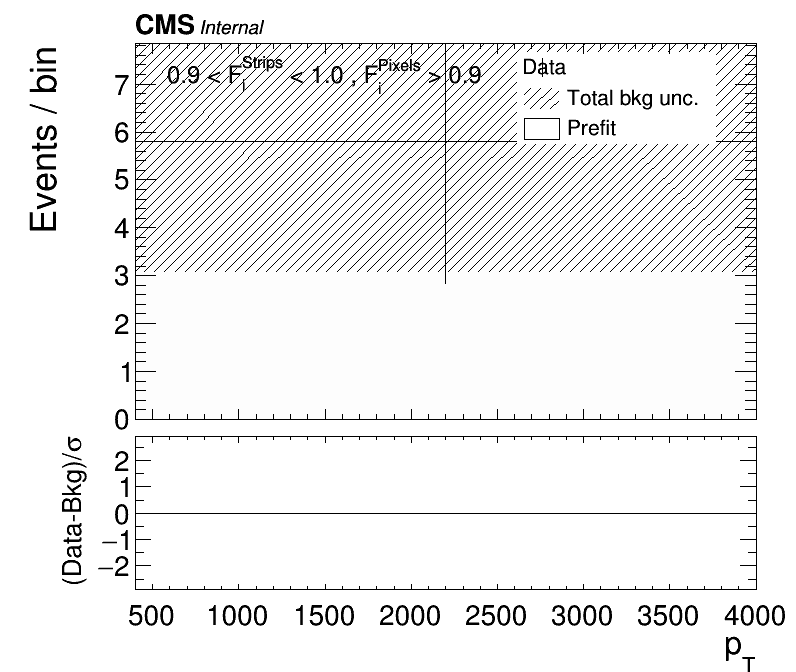 CMS Internal
Events / bin
0.9 < F_i^Strips < 1.0 , F_i^Pixels > 0.9
Data
Total bkg unc.
Prefit
7
6
5
4
3
2
1
0
(Data-Bkg)/σ
2
1
0
−1
−2
500 1000 1500 2000 2500 3000 3500 4000
p_T